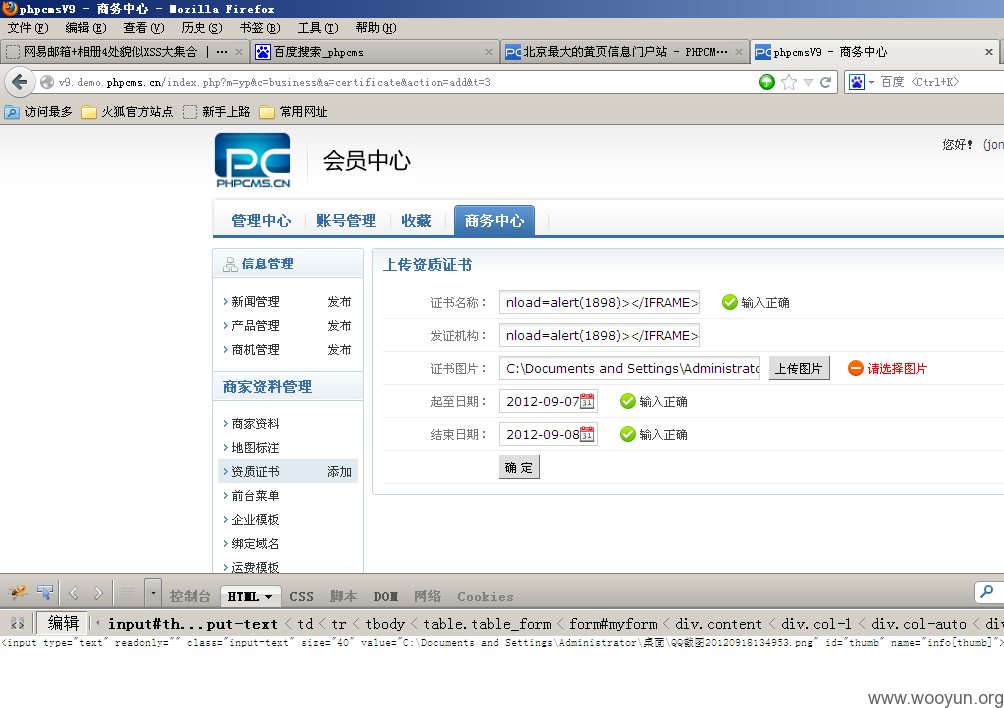 phpcmsV9 - 商务中心 - Mozilla Firefox
文件(F) 编辑(E) 查看(V) 历史(S) 书签(B) 工具(T) 帮助(H)
网易邮箱+相册4处貌似XSS大集合 | ··· × 百度搜索_phpcms × 北京最大的黄页信息门户站 - PHPCM··· × phpcmsV9 - 商务中心 ×
v9.demo.phpcms.cn/index.php?m=yp&c=business&a=certificate&action=add&t=3 百度 <Ctrl+K>
访问最多 火狐官方站点 新手上路 常用网址
PC
PHPCMS.CN
会员中心
您好! (jon
管理中心 账号管理 收藏 商务中心
信息管理
新闻管理 发布
产品管理 发布
商机管理 发布
商家资料管理
商家资料
地图标注
资质证书 添加
前台菜单
企业模板
绑定域名
运费模板
上传资质证书
证书名称： nload=alert(1898)></IFRAME> 输入正确
发证机构： nload=alert(1898)></IFRAME>
证书图片： C:\Documents and Settings\Administrato 上传图片 请选择图片
起至日期： 2012-09-07 输入正确
结束日期： 2012-09-08 输入正确
确 定
控制台 HTML CSS 脚本 DOM 网络 Cookies
编辑 input#th...put-text < td < tr < tbody < table.table_form < form#myform < div.content < div.col-1 < div.col-auto < div
<input type="text" readonly="" class="input-text" size="40" value="C:\Documents and Settings\Administrator\桌面\QQ截图20120918134953.png" id="thumb" name="info[thumb]">
www.wooyun.org